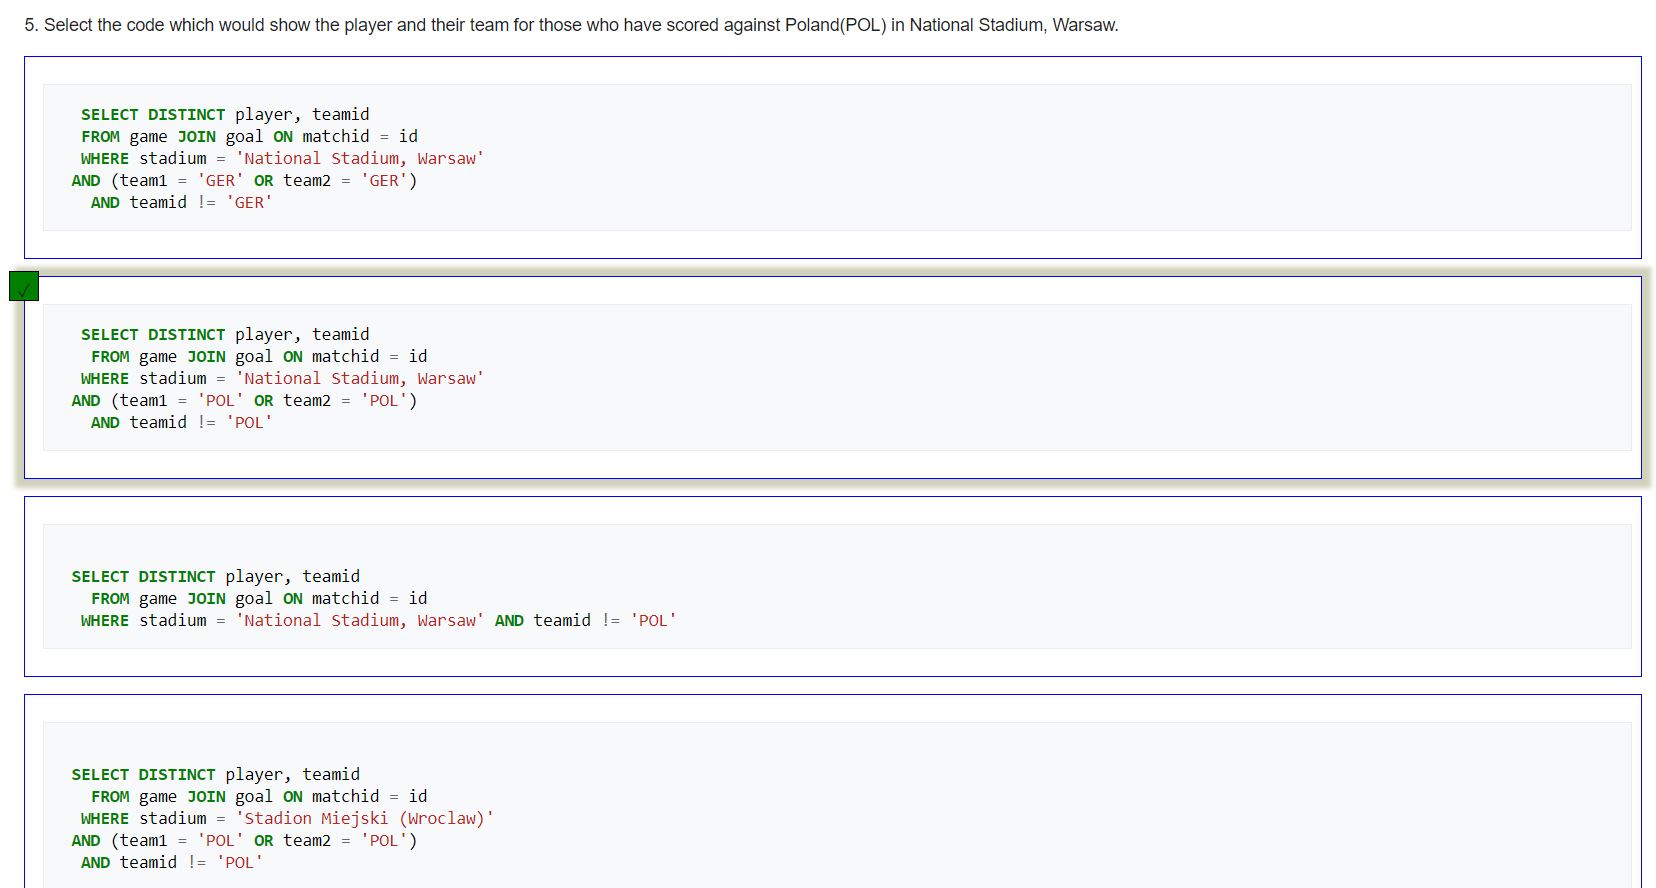 5. Select the code which would show the player and their team for those who have scored against Poland(POL) in National Stadium, Warsaw.
SELECT DISTINCT player, teamid
FROM game JOIN goal ON matchid = id
WHERE stadium = 'National Stadium, Warsaw'
AND (team1 = 'GER' OR team2 = 'GER')
AND teamid != 'GER'
✓
SELECT DISTINCT player, teamid
FROM game JOIN goal ON matchid = id
WHERE stadium = 'National Stadium, Warsaw'
AND (team1 = 'POL' OR team2 = 'POL')
AND teamid != 'POL'
SELECT DISTINCT player, teamid
FROM game JOIN goal ON matchid = id
WHERE stadium = 'National Stadium, Warsaw' AND teamid != 'POL'
SELECT DISTINCT player, teamid
FROM game JOIN goal ON matchid = id
WHERE stadium = 'Stadion Miejski (Wroclaw)'
AND (team1 = 'POL' OR team2 = 'POL')
AND teamid != 'POL'